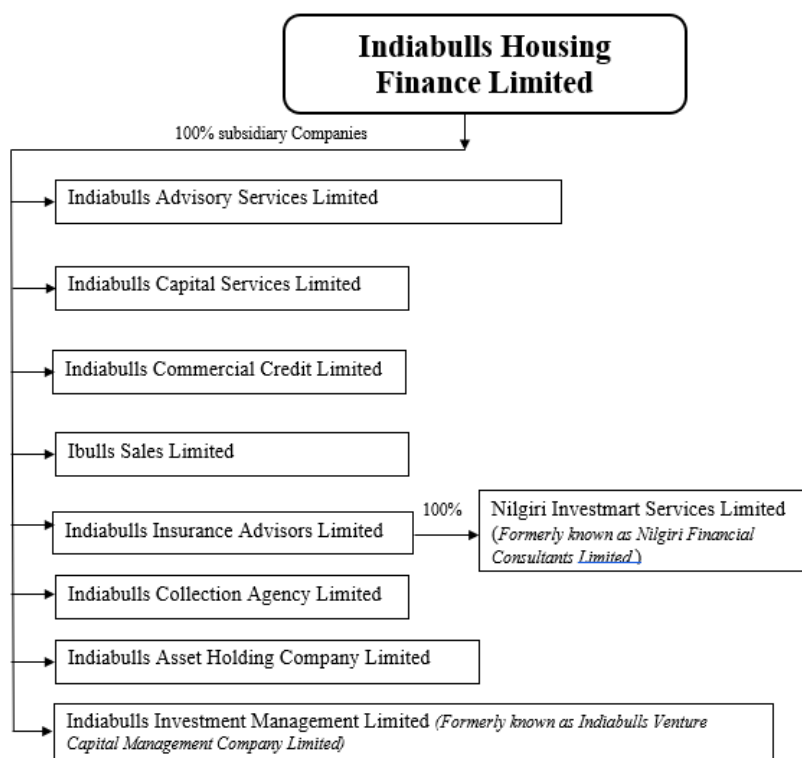 Indiabulls Housing
Finance Limited
100% subsidiary Companies
Indiabulls Advisory Services Limited
Indiabulls Capital Services Limited
Indiabulls Commercial Credit Limited
Ibulls Sales Limited
Indiabulls Insurance Advisors Limited
100%
Nilgiri Investmart Services Limited
(Formerly known as Nilgiri Financial
Consultants Limited )
Indiabulls Collection Agency Limited
Indiabulls Asset Holding Company Limited
Indiabulls Investment Management Limited (Formerly known as Indiabulls Venture
Capital Management Company Limited)